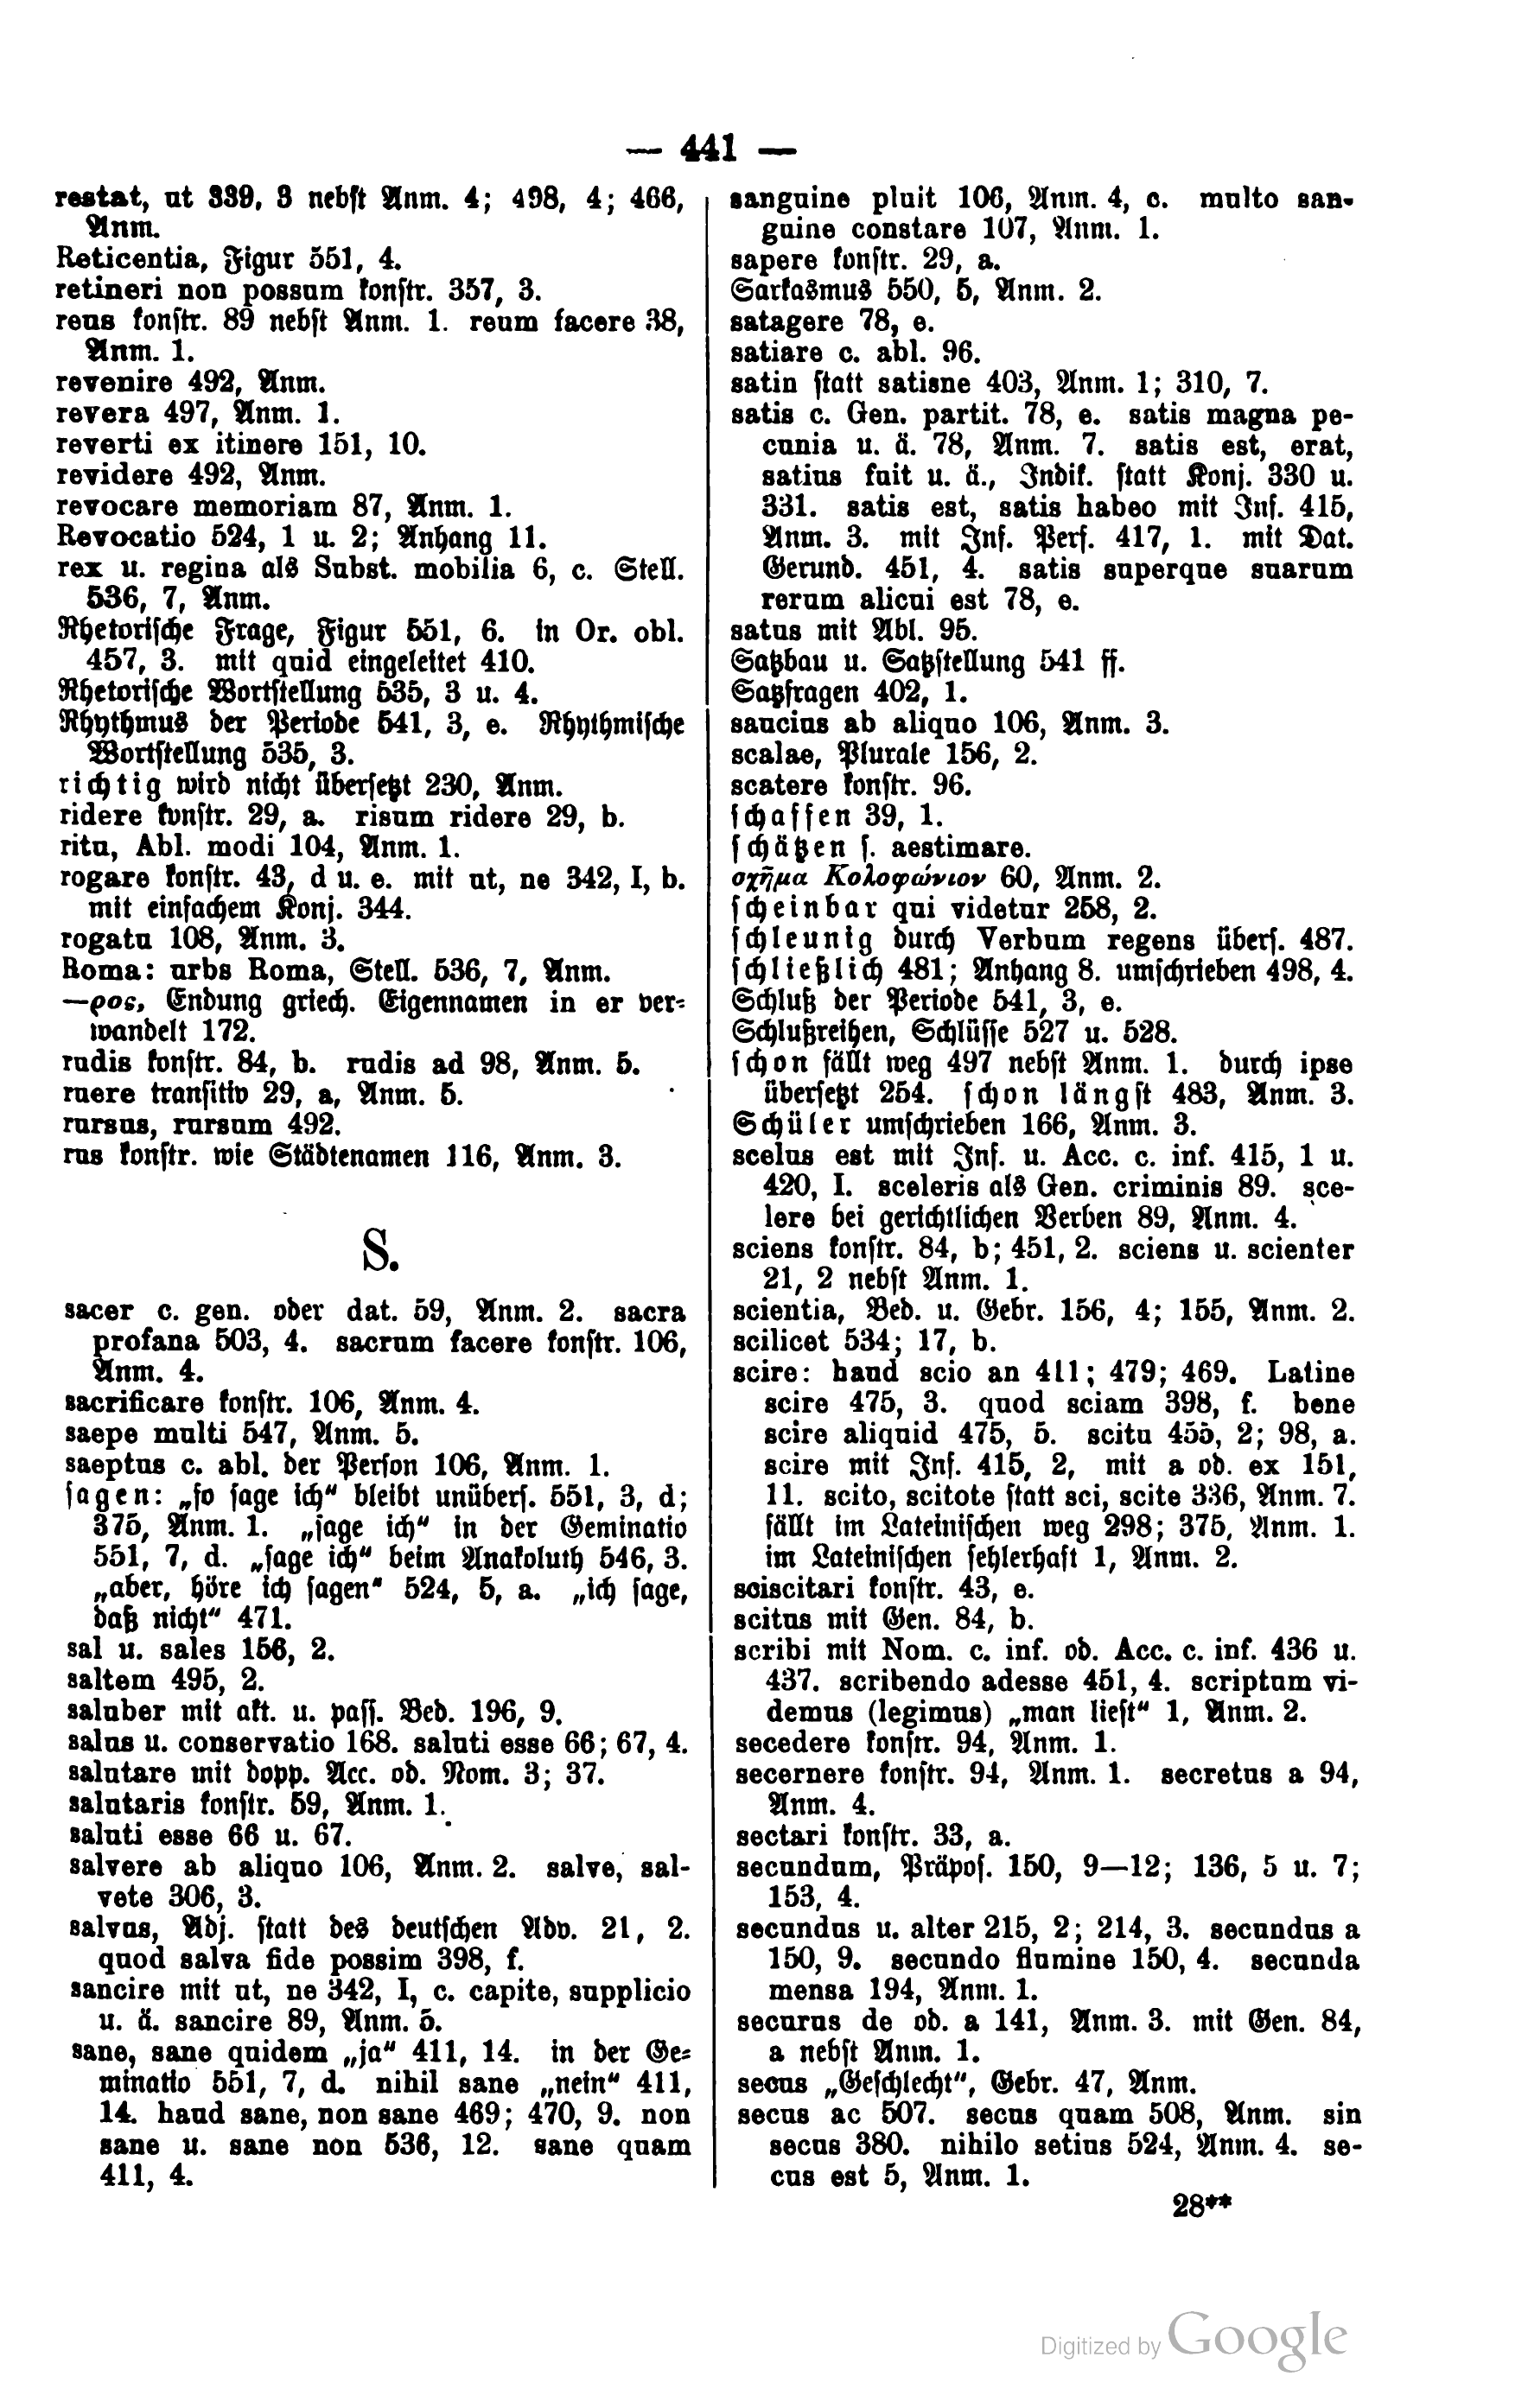 — 441 —
restat, ut 339, 3 nebst Anm. 4; 498, 4; 466,
Anm.
Reticentia, Figur 551, 4.
retineri non possum konstr. 357, 3.
reus konstr. 89 nebst Anm. 1. reum facere 38,
Anm. 1.
revenire 492, Anm.
revera 497, Anm. 1.
reverti ex itinere 151, 10.
revidere 492, Anm.
revocare memoriam 87, Anm. 1.
Revocatio 524, 1 u. 2; Anhang 11.
rex u. regina als Subst. mobilia 6, c. Stell.
536, 7, Anm.
Rhetorische Frage, Figur 551, 6. in Or. obl.
457, 3. mit quid eingeleitet 410.
Rhetorische Wortstellung 535, 3 u. 4.
Rhythmus der Periode 541, 3, e. Rhythmische
Wortstellung 535, 3.
richtig wird nicht übersetzt 230, Anm.
ridere konstr. 29, a. risum ridere 29, b.
ritu, Abl. modi 104, Anm. 1.
rogare konstr. 43, d u. e. mit ut, ne 342, I, b.
mit einfachem Konj. 344.
rogatu 108, Anm. 3.
Roma: urbs Roma, Stell. 536, 7, Anm.
—ρος, Endung griech. Eigennamen in er ver-
wandelt 172.
rudis konstr. 84, b. rudis ad 98, Anm. 5.
ruere transitiv 29, a, Anm. 5.
rursus, rursum 492.
rus konstr. wie Städtenamen 116, Anm. 3.
S.
sacer c. gen. oder dat. 59, Anm. 2. sacra
profana 503, 4. sacrum facere konstr. 106,
Anm. 4.
sacrificare konstr. 106, Anm. 4.
saepe multi 547, Anm. 5.
saeptus c. abl. der Person 106, Anm. 1.
sagen: „so sage ich“ bleibt unübers. 551, 3, d;
375, Anm. 1. „sage ich“ in der Geminatio
551, 7, d. „sage ich“ beim Anakoluth 546, 3.
„aber, höre ich sagen“ 524, 5, a. „ich sage,
daß nicht“ 471.
sal u. sales 156, 2.
saltem 495, 2.
saluber mit akt. u. pass. Bed. 196, 9.
salus u. conservatio 168. saluti esse 66; 67, 4.
salutare mit dopp. Acc. od. Nom. 3; 37.
salutaris konstr. 59, Anm. 1.
saluti esse 66 u. 67.
salvere ab aliquo 106, Anm. 2. salve, sal-
vete 306, 3.
salvus, Adj. statt des deutschen Adv. 21, 2.
quod salva fide possim 398, f.
sancire mit ut, ne 342, I, c. capite, supplicio
u. ä. sancire 89, Anm. 5.
sane, sane quidem „ja“ 411, 14. in der Ge-
minatio 551, 7, d. nihil sane „nein“ 411,
14. haud sane, non sane 469; 470, 9. non
sane u. sane non 536, 12. sane quam
411, 4.
sanguine pluit 106, Anm. 4, c. multo san-
guine constare 107, Anm. 1.
sapere konstr. 29, a.
Sarkasmus 550, 5, Anm. 2.
satagere 78, e.
satiare c. abl. 96.
satin statt satisne 403, Anm. 1; 310, 7.
satis c. Gen. partit. 78, e. satis magna pe-
cunia u. ä. 78, Anm. 7. satis est, erat,
satius fuit u. ä., Indik. statt Konj. 330 u.
331. satis est, satis habeo mit Inf. 415,
Anm. 3. mit Inf. Perf. 417, 1. mit Dat.
Gerund. 451, 4. satis superque suarum
rerum alicui est 78, e.
satus mit Abl. 95.
Satzbau u. Satzstellung 541 ff.
Satzfragen 402, 1.
saucius ab aliquo 106, Anm. 3.
scalae, Plurale 156, 2.
scatere konstr. 96.
schaffen 39, 1.
schätzen s. aestimare.
σχῆμα Κολοφώνιον 60, Anm. 2.
scheinbar qui videtur 258, 2.
schleunig durch Verbum regens übers. 487.
schließlich 481; Anhang 8. umschrieben 498, 4.
Schluß der Periode 541, 3, e.
Schlußreihen, Schlüsse 527 u. 528.
schon fällt weg 497 nebst Anm. 1. durch ipse
übersetzt 254. schon längst 483, Anm. 3.
Schüler umschrieben 166, Anm. 3.
scelus est mit Inf. u. Acc. c. inf. 415, 1 u.
420, I. sceleris als Gen. criminis 89. sce-
lere bei gerichtlichen Verben 89, Anm. 4.
sciens konstr. 84, b; 451, 2. sciens u. scienter
21, 2 nebst Anm. 1.
scientia, Bed. u. Gebr. 156, 4; 155, Anm. 2.
scilicet 534; 17, b.
scire: haud scio an 411; 479; 469. Latine
scire 475, 3. quod sciam 398, f. bene
scire aliquid 475, 5. scitu 455, 2; 98, a.
scire mit Inf. 415, 2, mit a od. ex 151,
11. scito, scitote statt sci, scite 336, Anm. 7.
fällt im Lateinischen weg 298; 375, Anm. 1.
im Lateinischen fehlerhaft 1, Anm. 2.
sciscitari konstr. 43, e.
scitus mit Gen. 84, b.
scribi mit Nom. c. inf. od. Acc. c. inf. 436 u.
437. scribendo adesse 451, 4. scriptum vi-
demus (legimus) „man liest“ 1, Anm. 2.
secedere konstr. 94, Anm. 1.
secernere konstr. 94, Anm. 1. secretus a 94,
Anm. 4.
sectari konstr. 33, a.
secundum, Präpos. 150, 9—12; 136, 5 u. 7;
153, 4.
secundus u. alter 215, 2; 214, 3. secundus a
150, 9. secundo flumine 150, 4. secunda
mensa 194, Anm. 1.
securus de od. a 141, Anm. 3. mit Gen. 84,
a nebst Anm. 1.
secus „Geschlecht“, Gebr. 47, Anm.
secus ac 507. secus quam 508, Anm. sin
secus 380. nihilo setius 524, Anm. 4. se-
cus est 5, Anm. 1.
28**
Digitized by Google